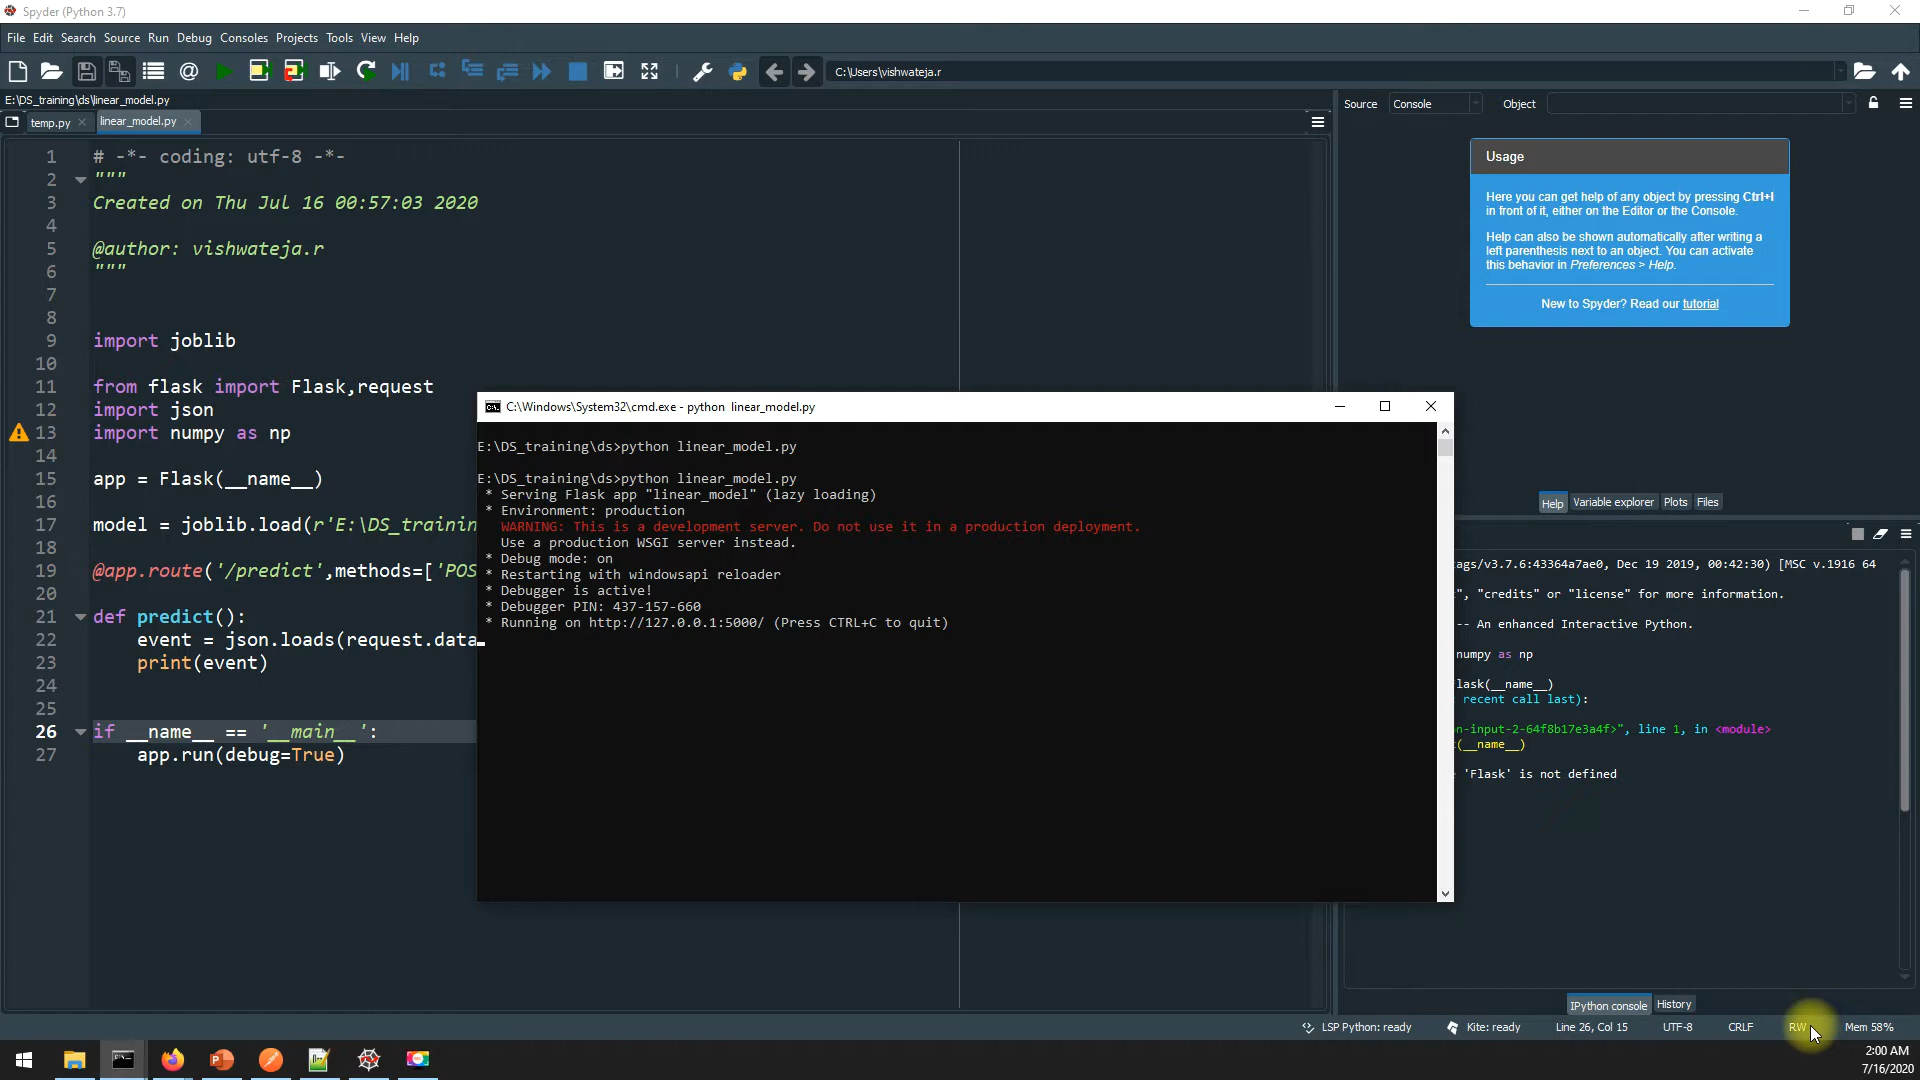 Spyder (Python 3.7)
File Edit Search Source Run Debug Consoles Projects Tools View Help
C:\Users\vishwateja.r
E:\DS_training\ds\linear_model.py
temp.py
linear_model.py
1 # -*- coding: utf-8 -*-
2 """
3 Created on Thu Jul 16 00:57:03 2020
4
5 @author: vishwateja.r
6 """
7
8
9 import joblib
10
11 from flask import Flask,request
12 import json
13 import numpy as np
14
15 app = Flask(__name__)
16
17 model = joblib.load(r'E:\DS_trainin
18
19 @app.route('/predict',methods=['POS
20
21 def predict():
22 event = json.loads(request.data
23 print(event)
24
25
26 if __name__ == '__main__':
27 app.run(debug=True)
C:\Windows\System32\cmd.exe - python linear_model.py
E:\DS_training\ds>python linear_model.py
E:\DS_training\ds>python linear_model.py
* Serving Flask app "linear_model" (lazy loading)
* Environment: production
WARNING: This is a development server. Do not use it in a production deployment.
Use a production WSGI server instead.
* Debug mode: on
* Restarting with windowsapi reloader
* Debugger is active!
* Debugger PIN: 437-157-660
* Running on http://127.0.0.1:5000/ (Press CTRL+C to quit)
Source Console Object
Usage
Here you can get help of any object by pressing Ctrl+I
in front of it, either on the Editor or the Console.
Help can also be shown automatically after writing a
left parenthesis next to an object. You can activate
this behavior in Preferences > Help.
New to Spyder? Read our tutorial
Help Variable explorer Plots Files
tags/v3.7.6:43364a7ae0, Dec 19 2019, 00:42:30) [MSC v.1916 64
", "credits" or "license" for more information.
-- An enhanced Interactive Python.
numpy as np
lask(__name__)
recent call last):
n-input-2-64f8b17e3a4f>", line 1, in <module>
(__name__)
'Flask' is not defined
IPython console History
LSP Python: ready Kite: ready Line 26, Col 15 UTF-8 CRLF RW Mem 58%
2:00 AM
7/16/2020